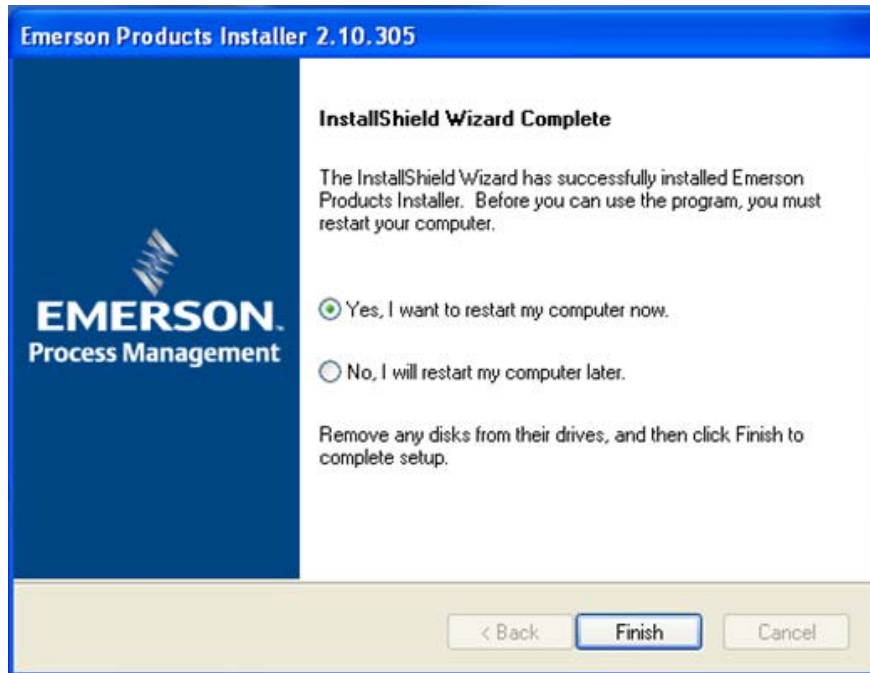 Emerson Products Installer 2.10.305
InstallShield Wizard Complete
The InstallShield Wizard has successfully installed Emerson
Products Installer. Before you can use the program, you must
restart your computer.
EMERSON.
Process Management
Yes, I want to restart my computer now.
No, I will restart my computer later.
Remove any disks from their drives, and then click Finish to
complete setup.
< Back
Finish
Cancel